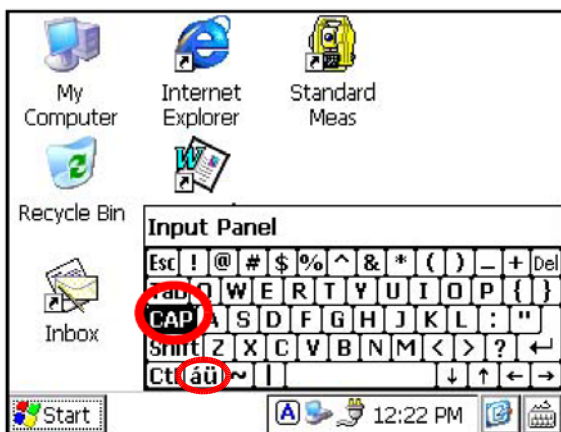 My
Computer
Internet
Explorer
Standard
Meas
Recycle Bin
Inbox
Input Panel
Esc ! @ # $ % ^ & * ( ) _ + Del
Tab Q W E R T Y U I O P { }
CAP A S D F G H J K L : "
Shift Z X C V B N M < > ? ↵
Ctl áü ~ | ↓ ↑ ← →
Start A 12:22 PM